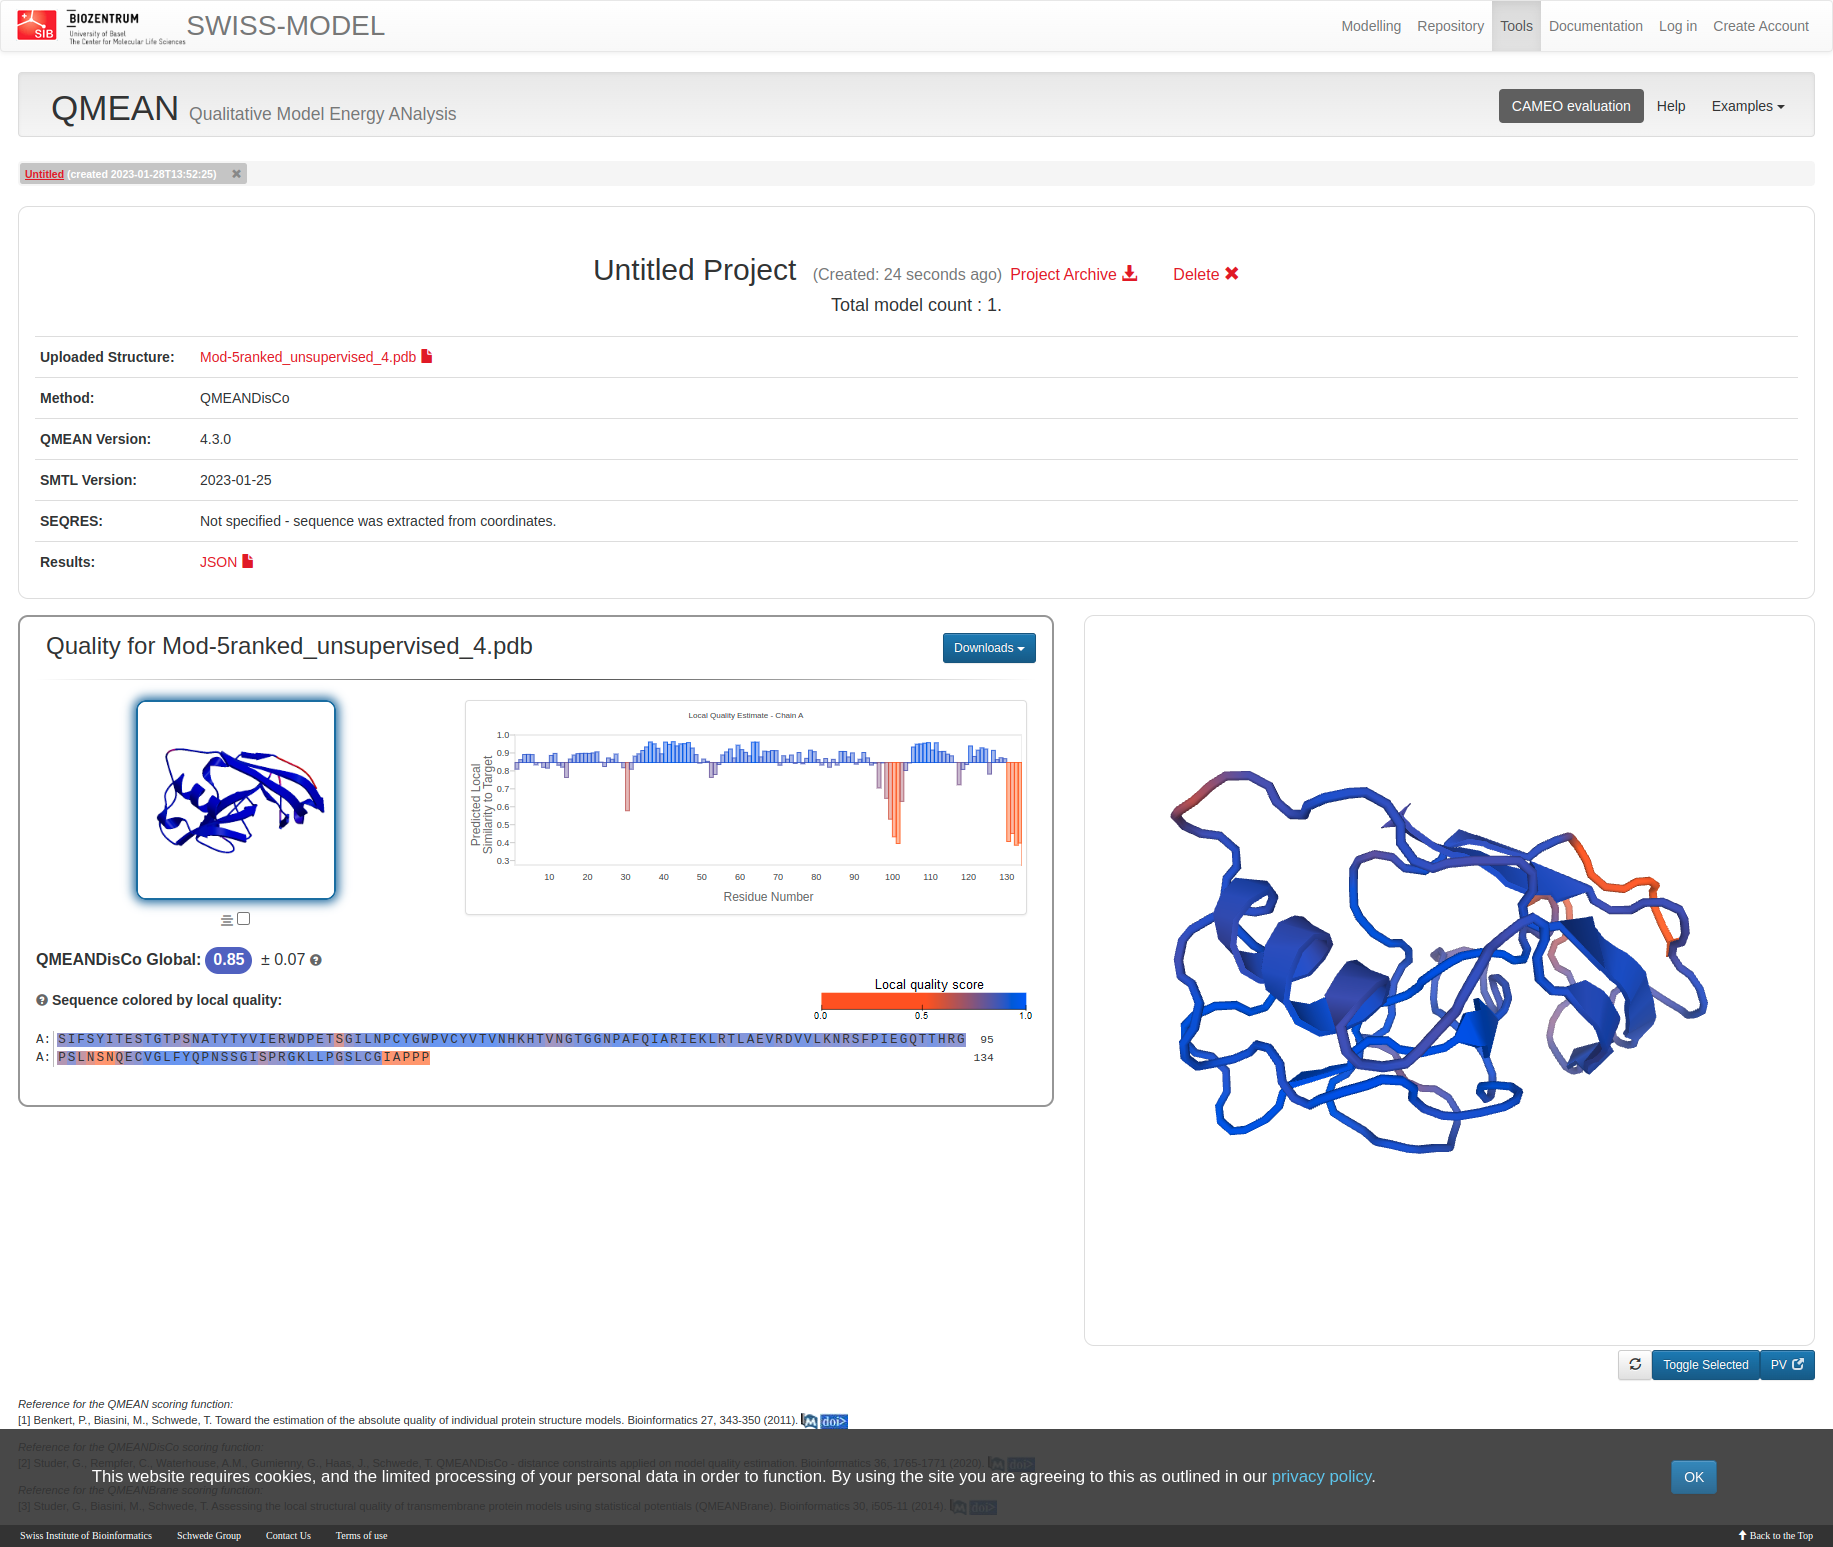 SIB
BIOZENTRUM
University of Basel
The Center for Molecular Life Sciences
SWISS-MODEL
Modelling Repository Tools Documentation Log in Create Account
QMEAN Qualitative Model Energy ANalysis
CAMEO evaluation Help Examples
Untitled (created 2023-01-28T13:52:25) ✖
Untitled Project (Created: 24 seconds ago) Project Archive Delete ✖
Total model count : 1.
Uploaded Structure: Mod-5ranked_unsupervised_4.pdb
Method: QMEANDisCo
QMEAN Version: 4.3.0
SMTL Version: 2023-01-25
SEQRES: Not specified - sequence was extracted from coordinates.
Results: JSON
Quality for Mod-5ranked_unsupervised_4.pdb
Downloads
Local Quality Estimate - Chain A
Predicted Local
Similarity to Target
1.0
0.9
0.8
0.7
0.6
0.5
0.4
0.3
10 20 30 40 50 60 70 80 90 100 110 120 130
Residue Number
QMEANDisCo Global: 0.85 ± 0.07
Sequence colored by local quality:
Local quality score
0.0 0.5 1.0
A: SIFSYITESTGTPSNATYTYVIERWDPETSGILNPCYGWPVCYVTVNHKHTVNGTGGNPAFQIARIEKLRTLAEVRDVVLKNRSFPIEGQTTHRG 95
A: PSLNSNQECVGLFYQPNSSGISPRGKLLPGSLCGIAPPP 134
Toggle Selected PV
Reference for the QMEAN scoring function:
[1] Benkert, P., Biasini, M., Schwede, T. Toward the estimation of the absolute quality of individual protein structure models. Bioinformatics 27, 343-350 (2011). M doi>
Reference for the QMEANDisCo scoring function:
[2] Studer, G., Rempfer, C., Waterhouse, A.M., Gumienny, G., Haas, J., Schwede, T. QMEANDisCo - distance constraints applied on model quality estimation. Bioinformatics 36, 1765-1771 (2020). M doi>
This website requires cookies, and the limited processing of your personal data in order to function. By using the site you are agreeing to this as outlined in our privacy policy.
OK
Reference for the QMEANBrane scoring function:
[3] Studer, G., Biasini, M., Schwede, T. Assessing the local structural quality of transmembrane protein models using statistical potentials (QMEANBrane). Bioinformatics 30, i505-11 (2014). M doi>
Swiss Institute of Bioinformatics Schwede Group Contact Us Terms of use Back to the Top